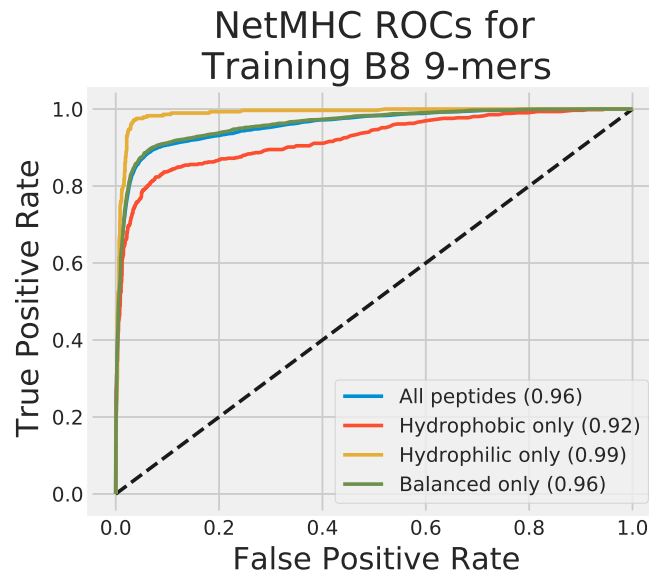 NetMHC ROCs for
Training B8 9-mers
True Positive Rate
1.0
0.8
0.6
0.4
0.2
0.0
All peptides (0.96)
Hydrophobic only (0.92)
Hydrophilic only (0.99)
Balanced only (0.96)
0.0 0.2 0.4 0.6 0.8 1.0
False Positive Rate